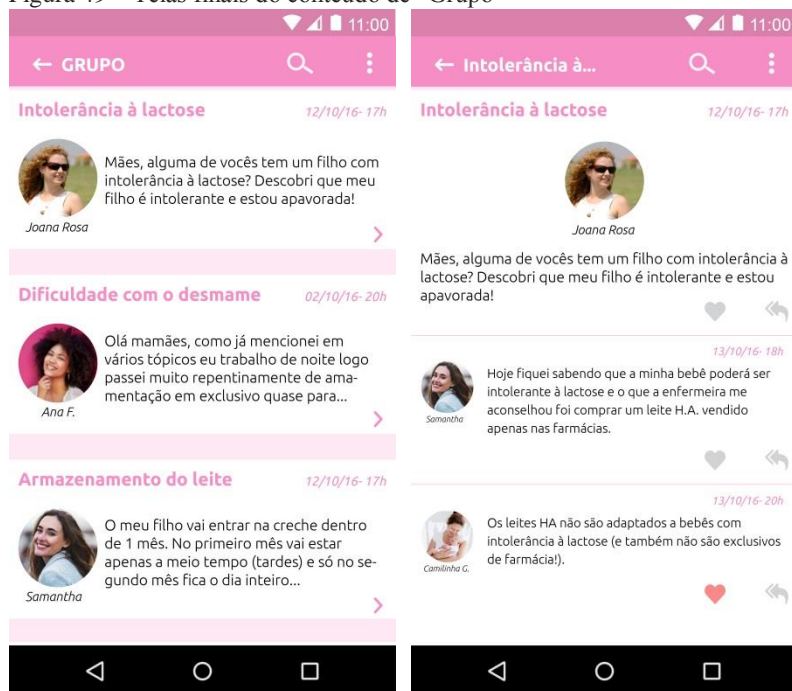 Figura 49 – Telas finais do conteúdo de "Grupo"
11:00
GRUPO
Intolerância à lactose
12/10/16- 17h
Mães, alguma de vocês tem um filho com
intolerância à lactose? Descobri que meu
filho é intolerante e estou apavorada!
Joana Rosa
Dificuldade com o desmame
02/10/16- 20h
Olá mamães, como já mencionei em
vários tópicos eu trabalho de noite logo
passei muito repentinamente de ama-
mentação em exclusivo quase para...
Ana F.
Armazenamento do leite
12/10/16- 17h
O meu filho vai entrar na creche dentro
de 1 mês. No primeiro mês vai estar
apenas a meio tempo (tardes) e só no se-
gundo mês fica o dia inteiro...
Samantha
11:00
Intolerância à...
Intolerância à lactose
12/10/16- 17h
Joana Rosa
Mães, alguma de vocês tem um filho com intolerância à
lactose? Descobri que meu filho é intolerante e estou
apavorada!
13/10/16- 18h
Hoje fiquei sabendo que a minha bebê poderá ser
intolerante à lactose e o que a enfermeira me
aconselhou foi comprar um leite H.A. vendido
apenas nas farmácias.
Samantha
13/10/16- 20h
Os leites HA não são adaptados a bebês com
intolerância à lactose (e também não são exclusivos
de farmácia!).
Camilinha G.